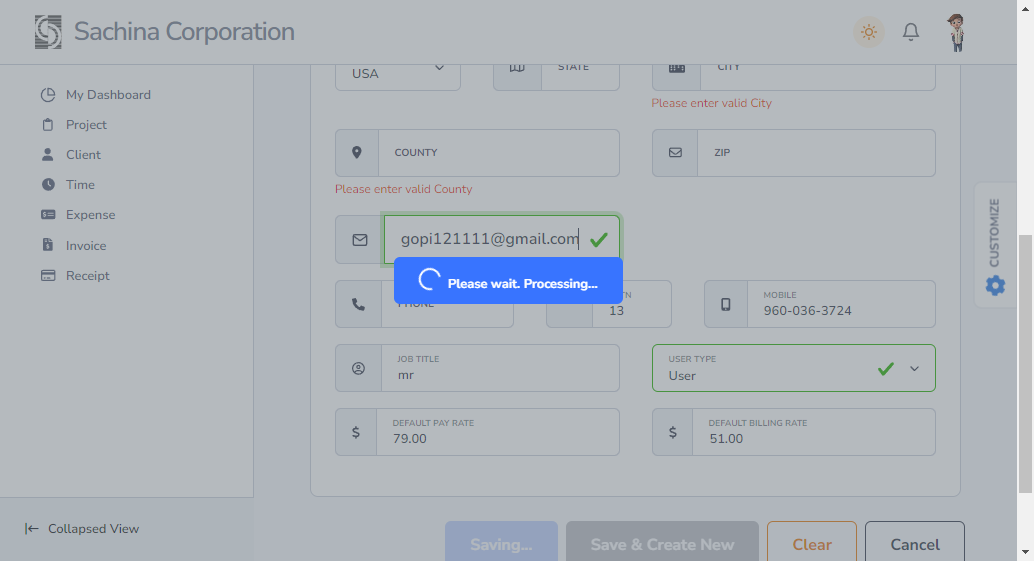 Sachina Corporation
My Dashboard
Project
Client
Time
Expense
Invoice
Receipt
Collapsed View
USA
STATE
CITY
Please enter valid City
COUNTY
ZIP
Please enter valid County
gopi121111@gmail.com
Please wait. Processing...
PHONE
13
MOBILE
960-036-3724
JOB TITLE
mr
USER TYPE
User
DEFAULT PAY RATE
79.00
DEFAULT BILLING RATE
51.00
Saving...
Save & Create New
Clear
Cancel
CUSTOMIZE